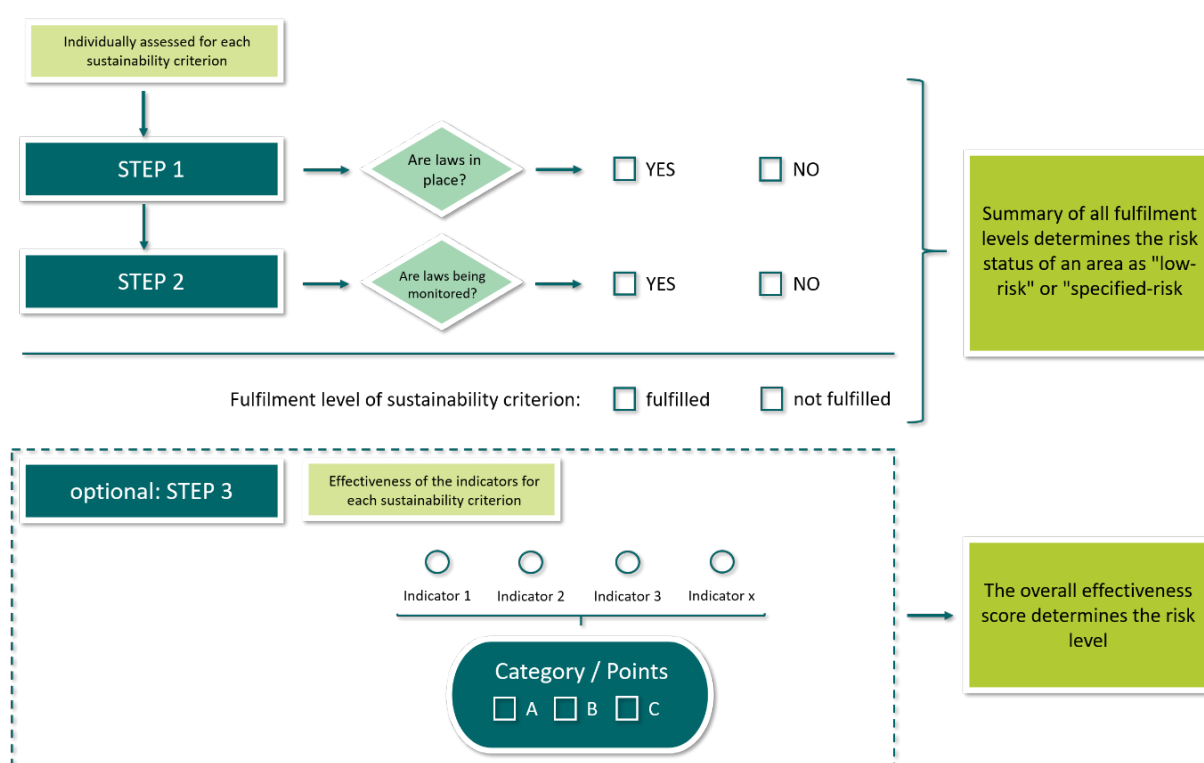 Individually assessed for each
sustainability criterion
STEP 1
Are laws in
place?
YES
NO
STEP 2
Are laws being
monitored?
YES
NO
Fulfilment level of sustainability criterion:
fulfilled
not fulfilled
Summary of all fulfilment
levels determines the risk
status of an area as "low-
risk" or "specified-risk
optional: STEP 3
Effectiveness of the indicators for
each sustainability criterion
Indicator 1
Indicator 2
Indicator 3
Indicator x
Category / Points
A
B
C
The overall effectiveness
score determines the risk
level